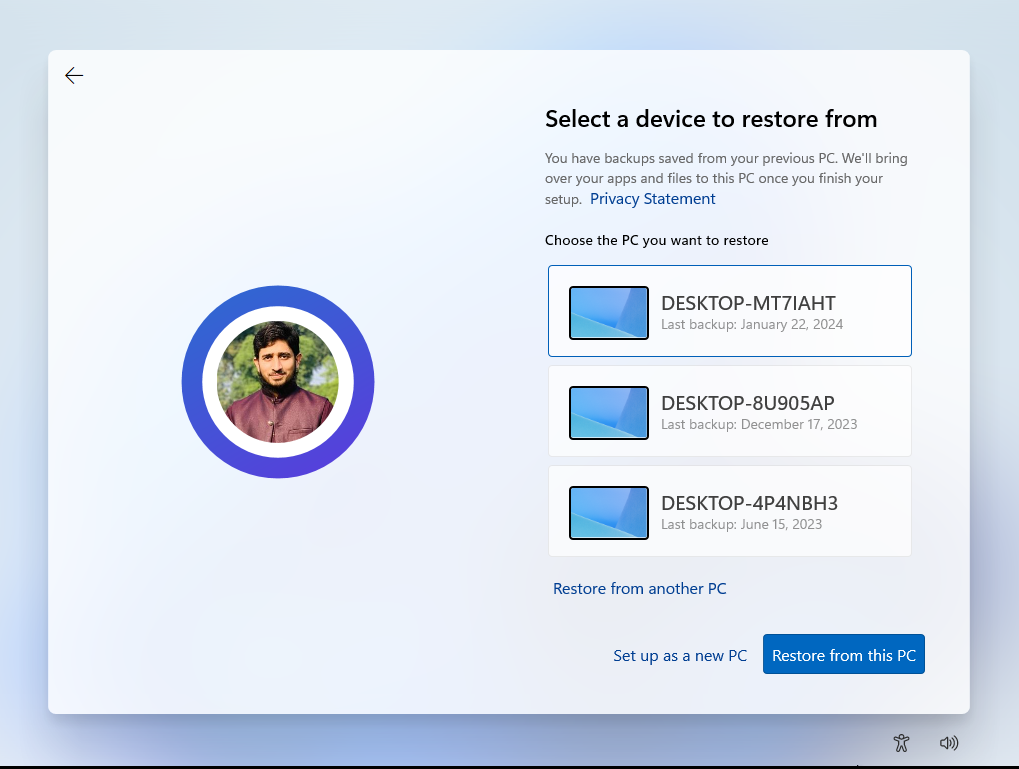 Select a device to restore from
You have backups saved from your previous PC. We'll bring
over your apps and files to this PC once you finish your
setup. Privacy Statement
Choose the PC you want to restore
DESKTOP-MT7IAHT
Last backup: January 22, 2024
DESKTOP-8U905AP
Last backup: December 17, 2023
DESKTOP-4P4NBH3
Last backup: June 15, 2023
Restore from another PC
Set up as a new PC
Restore from this PC